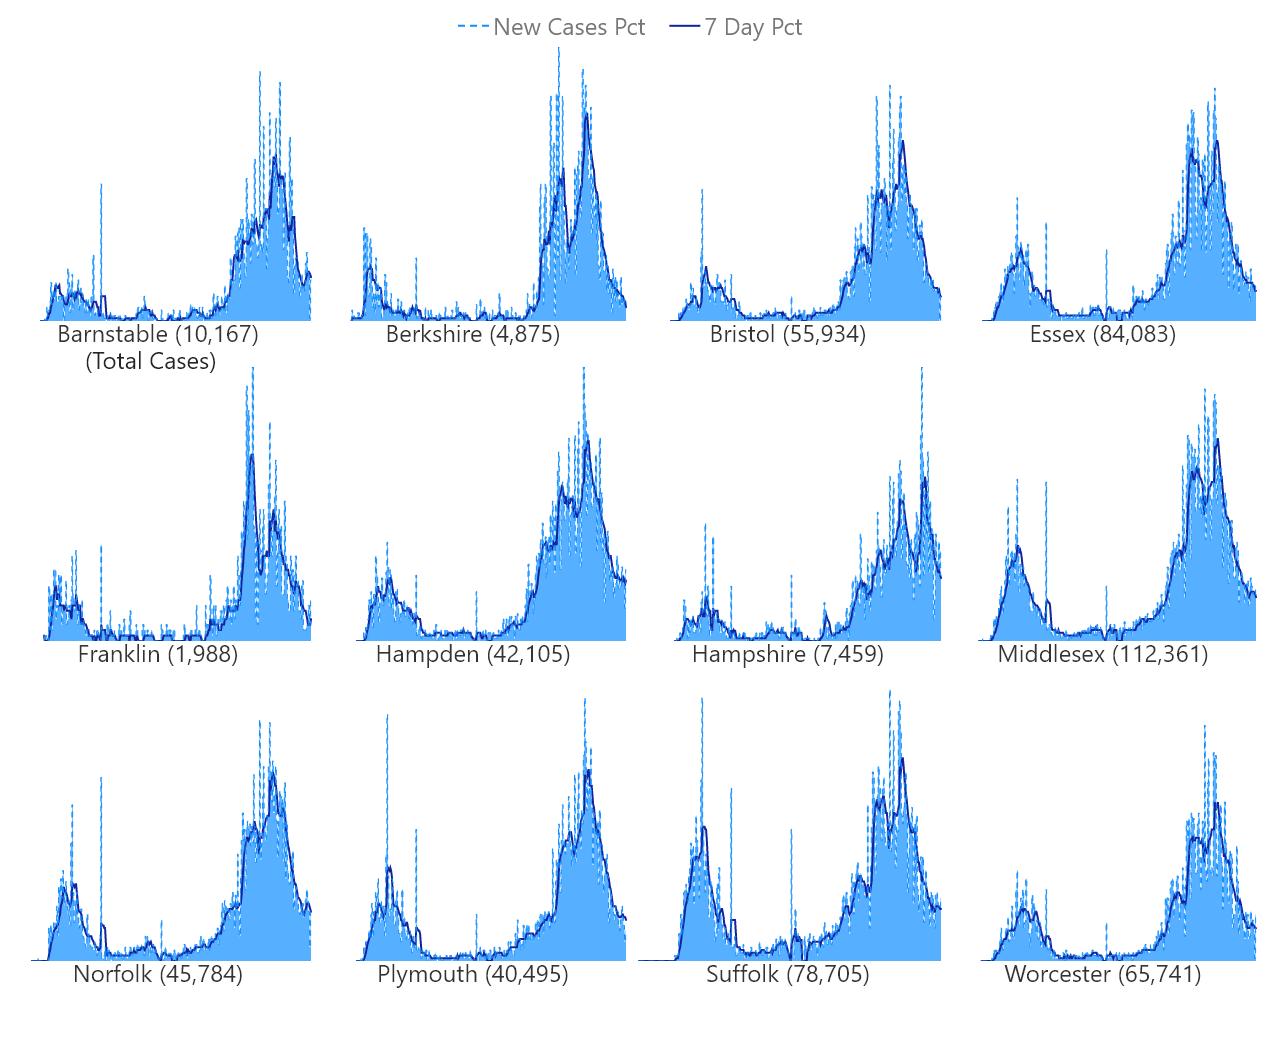 New Cases Pct 7 Day Pct
Barnstable (10,167) Berkshire (4,875) Bristol (55,934) Essex (84,083)
(Total Cases)
Franklin (1,988) Hampden (42,105) Hampshire (7,459) Middlesex (112,361)
Norfolk (45,784) Plymouth (40,495) Suffolk (78,705) Worcester (65,741)